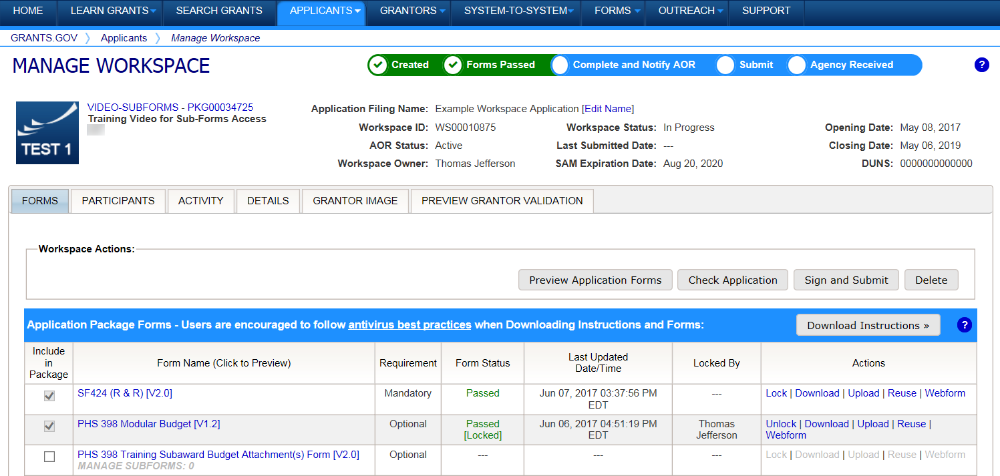 HOME LEARN GRANTS SEARCH GRANTS APPLICANTS GRANTORS SYSTEM-TO-SYSTEM FORMS OUTREACH SUPPORT
GRANTS.GOV 〉 Applicants 〉 Manage Workspace
MANAGE WORKSPACE
Created Forms Passed Complete and Notify AOR Submit Agency Received
?
TEST 1
VIDEO-SUBFORMS - PKG00034725
Training Video for Sub-Forms Access
Application Filing Name: Example Workspace Application [Edit Name]
Workspace ID: WS00010875 Workspace Status: In Progress Opening Date: May 08, 2017
AOR Status: Active Last Submitted Date: --- Closing Date: May 06, 2019
Workspace Owner: Thomas Jefferson SAM Expiration Date: Aug 20, 2020 DUNS: 0000000000000
FORMS PARTICIPANTS ACTIVITY DETAILS GRANTOR IMAGE PREVIEW GRANTOR VALIDATION
Workspace Actions:
Preview Application Forms Check Application Sign and Submit Delete
Application Package Forms - Users are encouraged to follow antivirus best practices when Downloading Instructions and Forms: Download Instructions » ?
Include
in
Package
Form Name (Click to Preview)
Requirement
Form Status
Last Updated
Date/Time
Locked By
Actions
SF424 (R & R) [V2.0]
Mandatory
Passed
Jun 07, 2017 03:37:56 PM
EDT
---
Lock | Download | Upload | Reuse | Webform
PHS 398 Modular Budget [V1.2]
Optional
Passed
[Locked]
Jun 06, 2017 04:51:19 PM
EDT
Thomas
Jefferson
Unlock | Download | Upload | Reuse |
Webform
PHS 398 Training Subaward Budget Attachment(s) Form [V2.0]
MANAGE SUBFORMS: 0
Optional
---
---
---
Lock | Download | Upload | Reuse | Webform